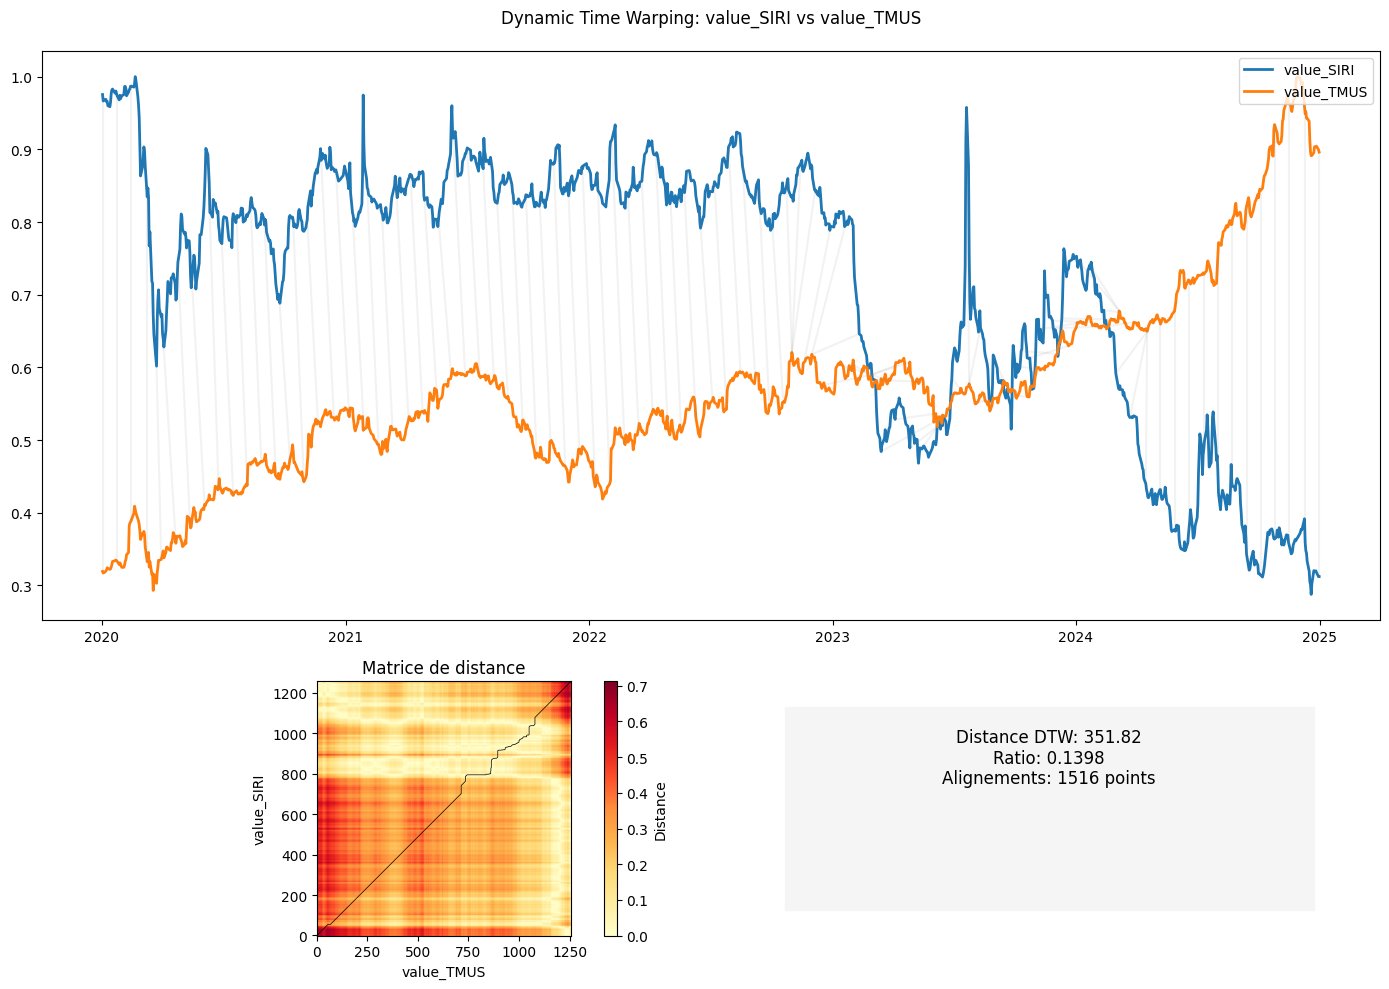 Dynamic Time Warping: value_SIRI vs value_TMUS
value_SIRI
value_TMUS
1.0
0.9
0.8
0.7
0.6
0.5
0.4
0.3
2020 2021 2022 2023 2024 2025
Matrice de distance
value_SIRI
1200
1000
800
600
400
200
0
0 250 500 750 1000 1250
value_TMUS
0.7
0.6
0.5
0.4
0.3
0.2
0.1
0.0
Distance
Distance DTW: 351.82
Ratio: 0.1398
Alignements: 1516 points